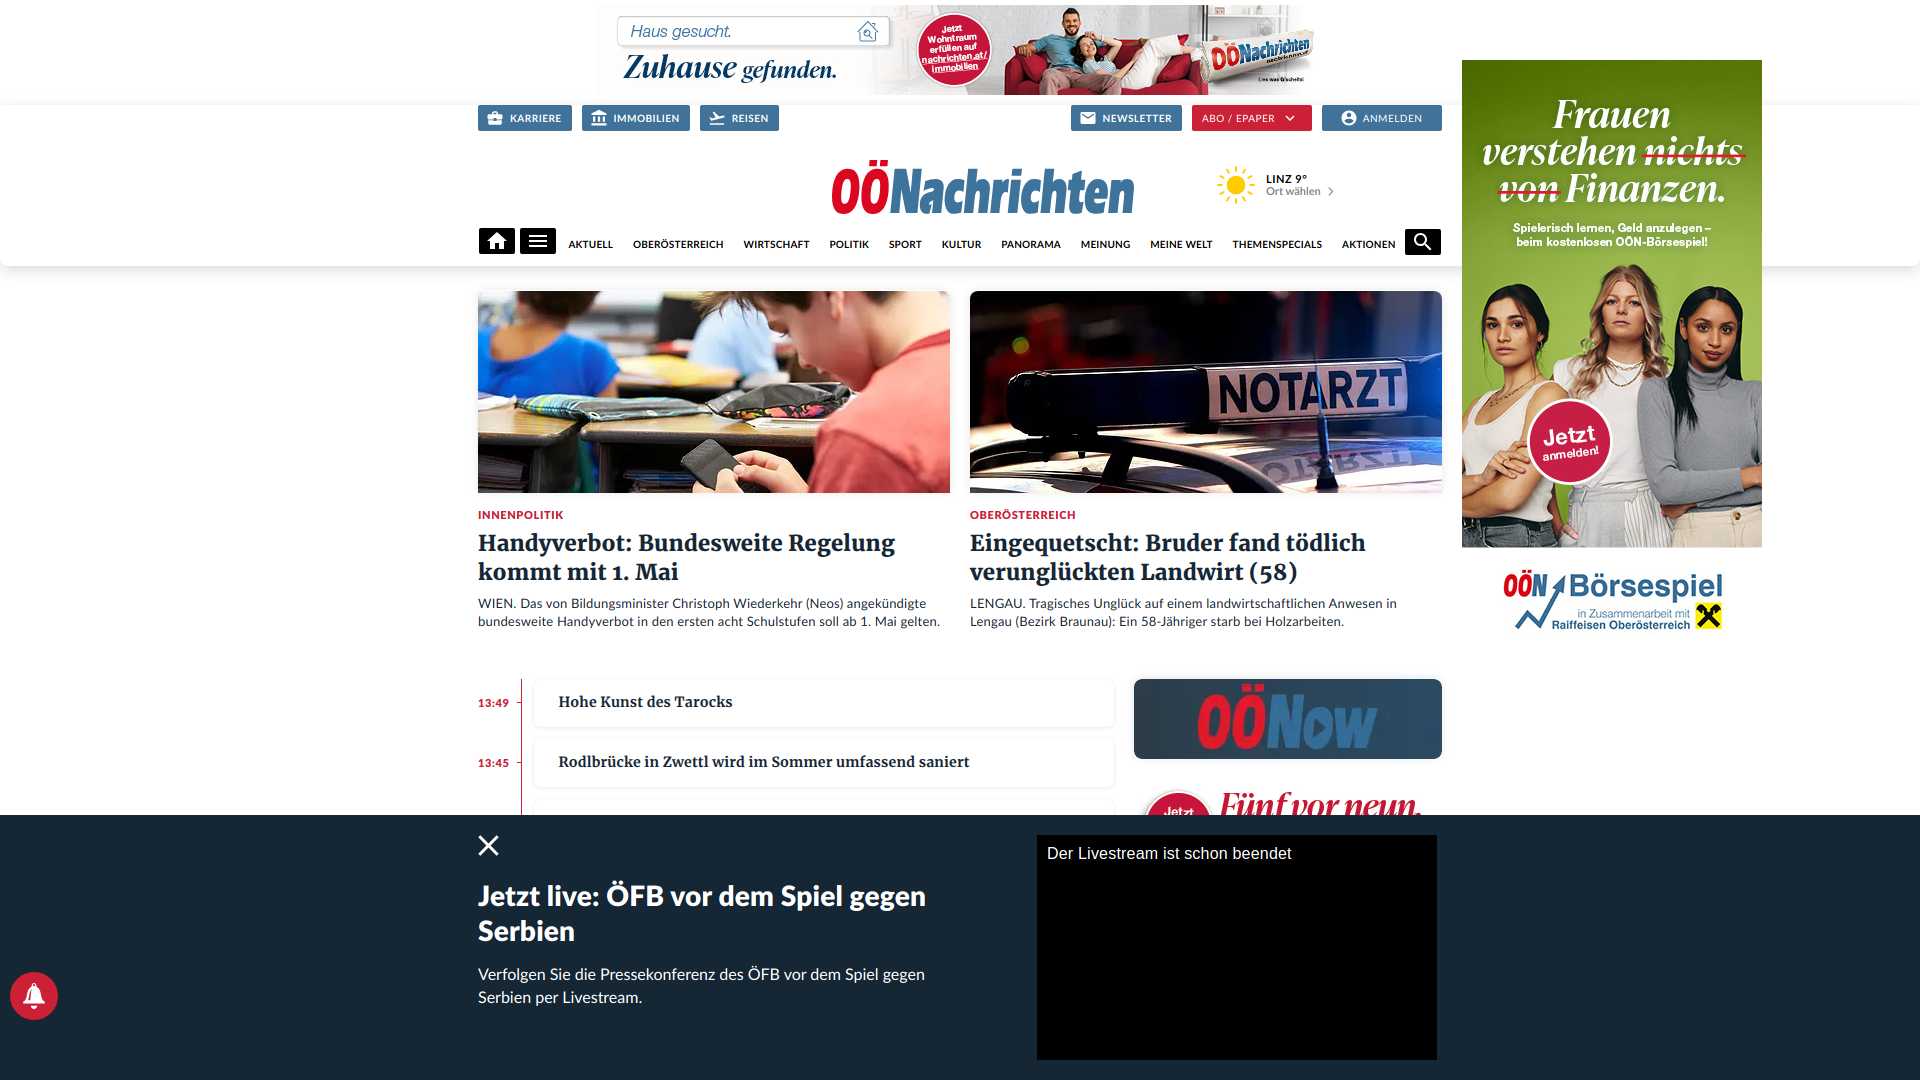 Haus gesucht.
Zuhause gefunden.
Jetzt
Wohntraum
erfüllen auf
nachrichten.at/
immobilien
OÖNachrichten
Lies was G'scheits!
KARRIERE
IMMOBILIEN
REISEN
NEWSLETTER
ABO / EPAPER
ANMELDEN
OÖNachrichten
LINZ 9°
Ort wählen
AKTUELL
OBERÖSTERREICH
WIRTSCHAFT
POLITIK
SPORT
KULTUR
PANORAMA
MEINUNG
MEINE WELT
THEMENSPECIALS
AKTIONEN
Frauen
verstehen nichts
von Finanzen.
Spielerisch lernen, Geld anzulegen –
beim kostenlosen OÖN-Börsespiel!
Jetzt
anmelden!
OÖN Börsespiel
in Zusammenarbeit mit
Raiffeisen Oberösterreich
NOTARZT
INNENPOLITIK
Handyverbot: Bundesweite Regelung
kommt mit 1. Mai
WIEN. Das von Bildungsminister Christoph Wiederkehr (Neos) angekündigte
bundesweite Handyverbot in den ersten acht Schulstufen soll ab 1. Mai gelten.
OBERÖSTERREICH
Eingequetscht: Bruder fand tödlich
verunglückten Landwirt (58)
LENGAU. Tragisches Unglück auf einem landwirtschaftlichen Anwesen in
Lengau (Bezirk Braunau): Ein 58-Jähriger starb bei Holzarbeiten.
13:49
Hohe Kunst des Tarocks
13:45
Rodlbrücke in Zwettl wird im Sommer umfassend saniert
OÖNow
Jetzt
Fünf vor neun.
Jetzt live: ÖFB vor dem Spiel gegen
Serbien
Verfolgen Sie die Pressekonferenz des ÖFB vor dem Spiel gegen
Serbien per Livestream.
Der Livestream ist schon beendet